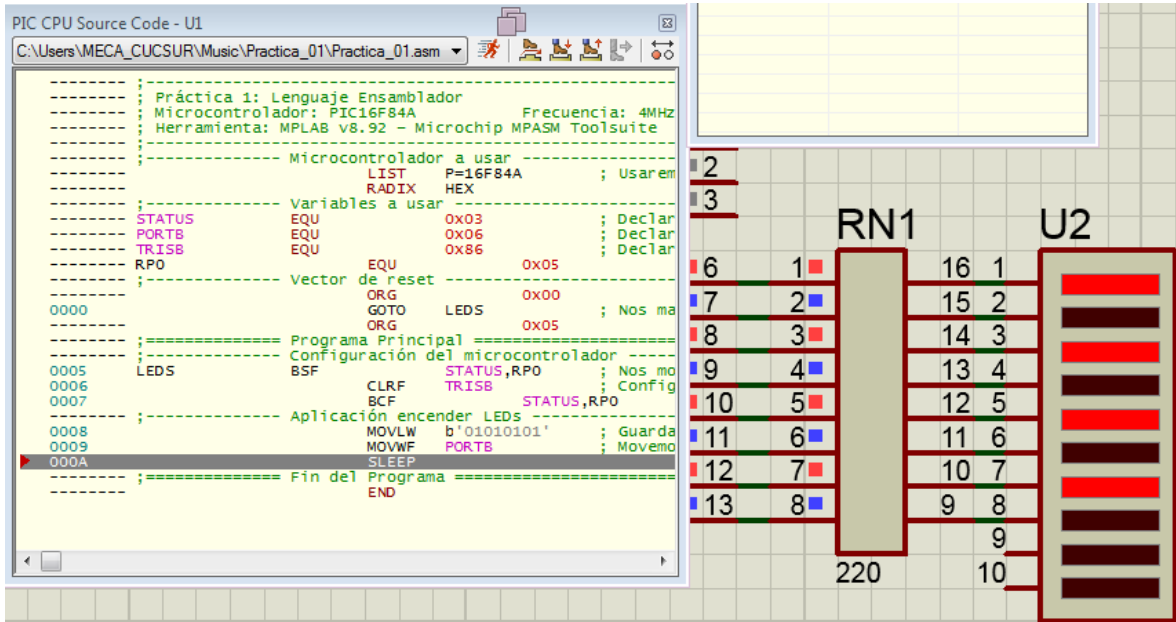 PIC CPU Source Code - U1
C:\Users\MECA_CUCSUR\Music\Practica_01\Practica_01.asm
-------- ;---------------------------------------------------------
-------- ; Práctica 1: Lenguaje Ensamblador
-------- ; Microcontrolador: PIC16F84A Frecuencia: 4MHz
-------- ; Herramienta: MPLAB v8.92 – Microchip MPASM Toolsuite
-------- ;---------------------------------------------------------
-------- ;-------------- Microcontrolador a usar ----------------
-------- LIST P=16F84A ; Usarem
-------- RADIX HEX
-------- ;-------------- Variables a usar ----------------------
-------- STATUS EQU 0x03 ; Declar
-------- PORTB EQU 0x06 ; Declar
-------- TRISB EQU 0x86 ; Declar
-------- RP0 EQU 0x05
-------- ;-------------- Vector de reset -----------------------
-------- ORG 0x00
0000 GOTO LEDS ; Nos ma
-------- ORG 0x05
-------- ;============== Programa Principal ====================
-------- ;-------------- Configuración del microcontrolador -----
0005 LEDS BSF STATUS,RP0 ; Nos mo
0006 CLRF TRISB ; Config
0007 BCF STATUS,RP0
-------- ;-------------- Aplicación encender LEDs --------------
0008 MOVLW b'01010101' ; Guarda
0009 MOVWF PORTB ; Movemo
000A SLEEP
-------- ;============== Fin del Programa ======================
-------- END
2
3
RN1 U2
6 1 16 1
7 2 15 2
8 3 14 3
9 4 13 4
10 5 12 5
11 6 11 6
12 7 10 7
13 8 9 8
9
220 10